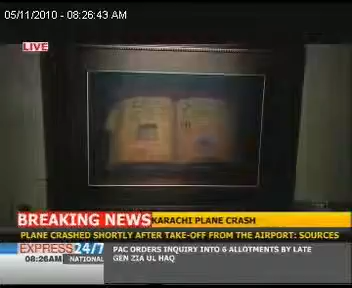 05/11/2010 - 08:26:43 AM
LIVE
BREAKING NEWS KARACHI PLANE CRASH
PLANE CRASHED SHORTLY AFTER TAKE-OFF FROM THE AIRPORT: SOURCES
EXPRESS 24/7
08:26AM NATIONAL
PAC ORDERS INQUIRY INTO 6 ALLOTMENTS BY LATE
GEN ZIA UL HAQ